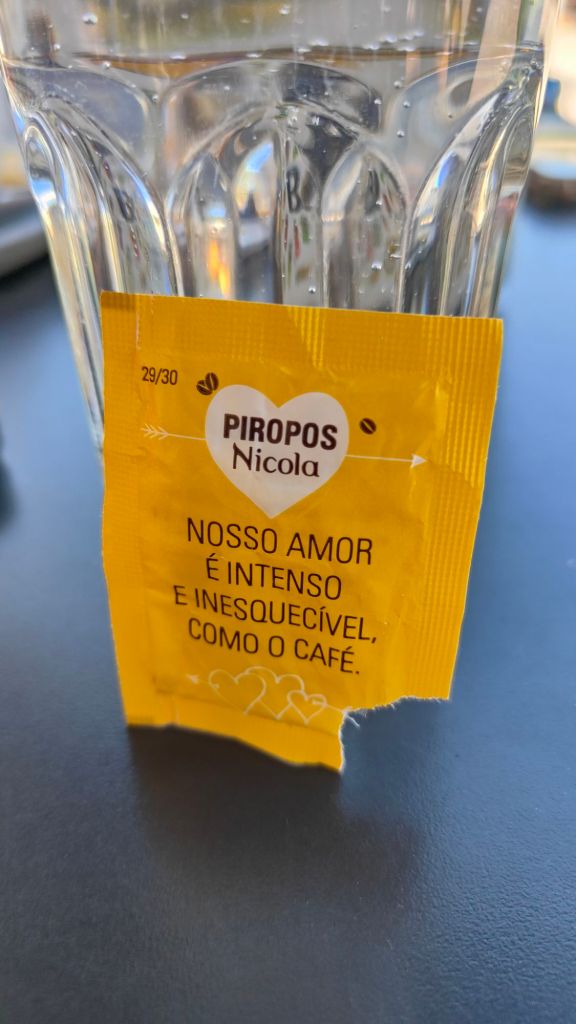 29/30
PIROPOS
Nicola
NOSSO AMOR
É INTENSO
E INESQUECÍVEL,
COMO O CAFÉ.